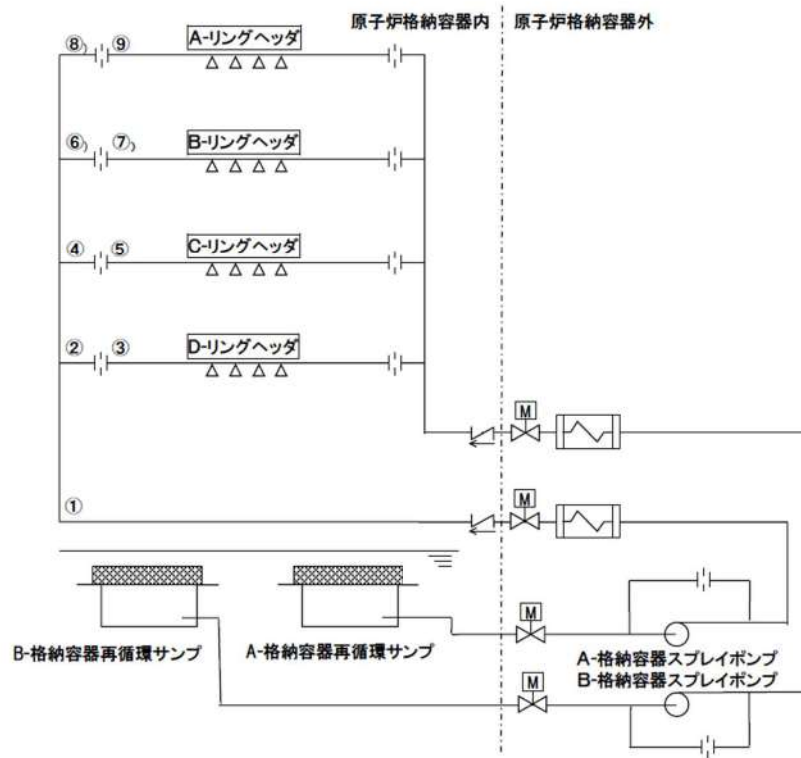 原子炉格納容器内
原子炉格納容器外
⑧) ⑨ A-リングヘッダ
⑥) ⑦) B-リングヘッダ
④ ⑤ C-リングヘッダ
② ③ D-リングヘッダ
M
①
M
M
B-格納容器再循環サンプ
A-格納容器再循環サンプ
A-格納容器スプレイポンプ
B-格納容器スプレイポンプ
M